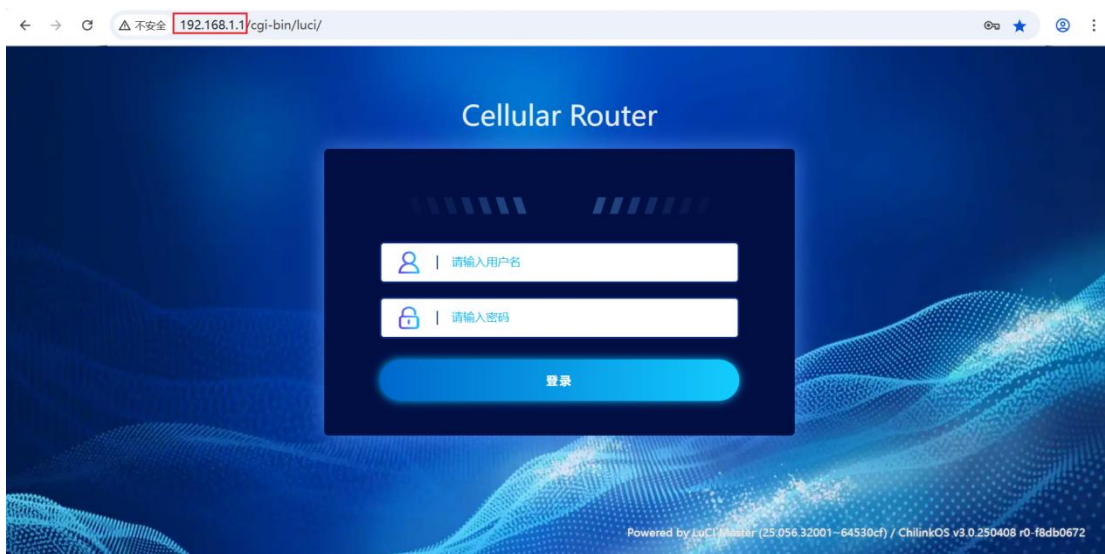 不安全 192.168.1.1/cgi-bin/luci/
Cellular Router
请输入用户名
请输入密码
登录
Powered by LuCI Master (25.056.32001~64530cf) / ChilinkOS v3.0.250408 r0-f8db0672